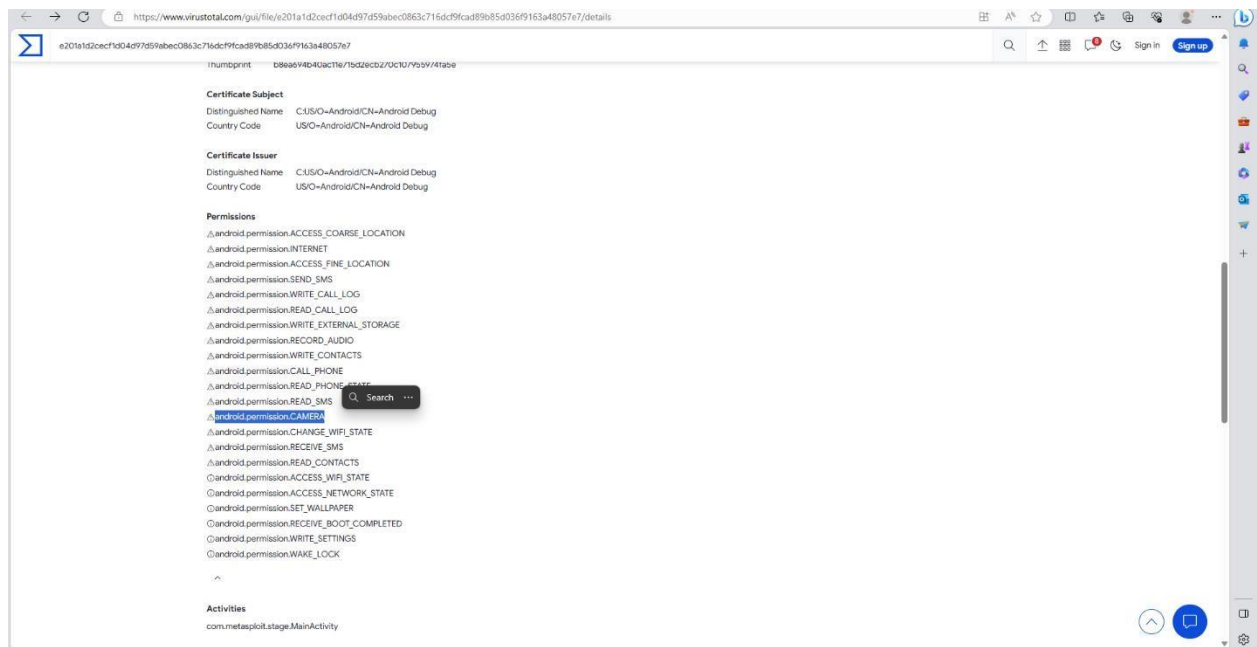 https://www.virustotal.com/gui/file/e201a1d2cecf1d04d97d59abec0863c716dcf9fcad89b85d036f9163a48057e7/details
e201a1d2cecf1d04d97d59abec0863c716dcf9fcad89b85d036f9163a48057e7
8
Sign in
Sign up
Thumbprint
Certificate Subject
Distinguished Name C:US/O=Android/CN=Android Debug
Country Code US/O=Android/CN=Android Debug
Certificate Issuer
Distinguished Name C:US/O=Android/CN=Android Debug
Country Code US/O=Android/CN=Android Debug
Permissions
android.permission.ACCESS_COARSE_LOCATION
android.permission.INTERNET
android.permission.ACCESS_FINE_LOCATION
android.permission.SEND_SMS
android.permission.WRITE_CALL_LOG
android.permission.READ_CALL_LOG
android.permission.WRITE_EXTERNAL_STORAGE
android.permission.RECORD_AUDIO
android.permission.WRITE_CONTACTS
android.permission.CALL_PHONE
android.permission.READ_PHONE_STATE
android.permission.READ_SMS
Search
android.permission.CAMERA
android.permission.CHANGE_WIFI_STATE
android.permission.RECEIVE_SMS
android.permission.READ_CONTACTS
android.permission.ACCESS_WIFI_STATE
android.permission.ACCESS_NETWORK_STATE
android.permission.SET_WALLPAPER
android.permission.RECEIVE_BOOT_COMPLETED
android.permission.WRITE_SETTINGS
android.permission.WAKE_LOCK
Activities
com.metasploit.stage.MainActivity